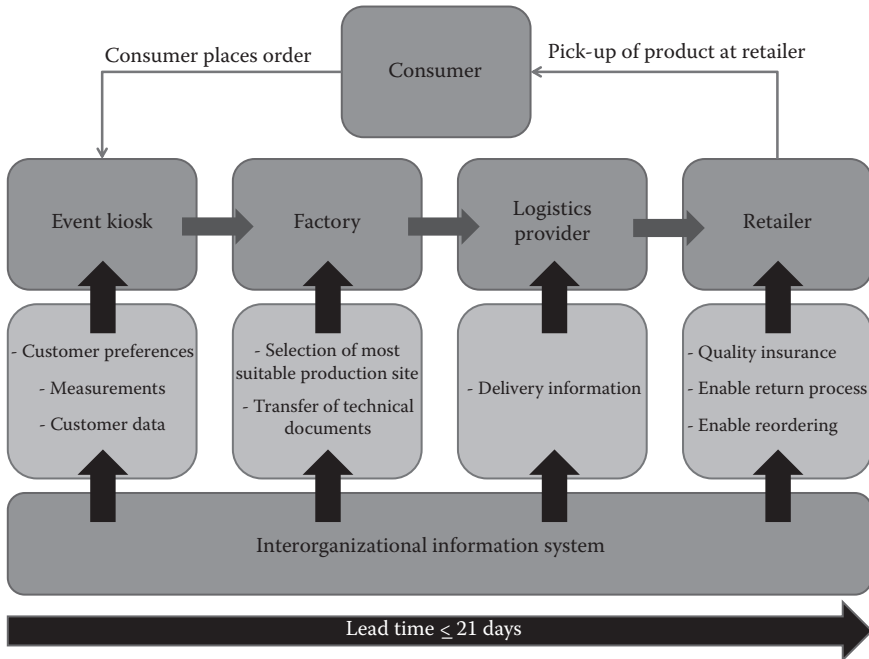 Consumer places order
Consumer
Pick-up of product at retailer
Event kiosk
Factory
Logistics
provider
Retailer
- Customer preferences
- Measurements
- Customer data
- Selection of most
suitable production site
- Transfer of technical
documents
- Delivery information
- Quality insurance
- Enable return process
- Enable reordering
Interorganizational information system
Lead time ≤ 21 days